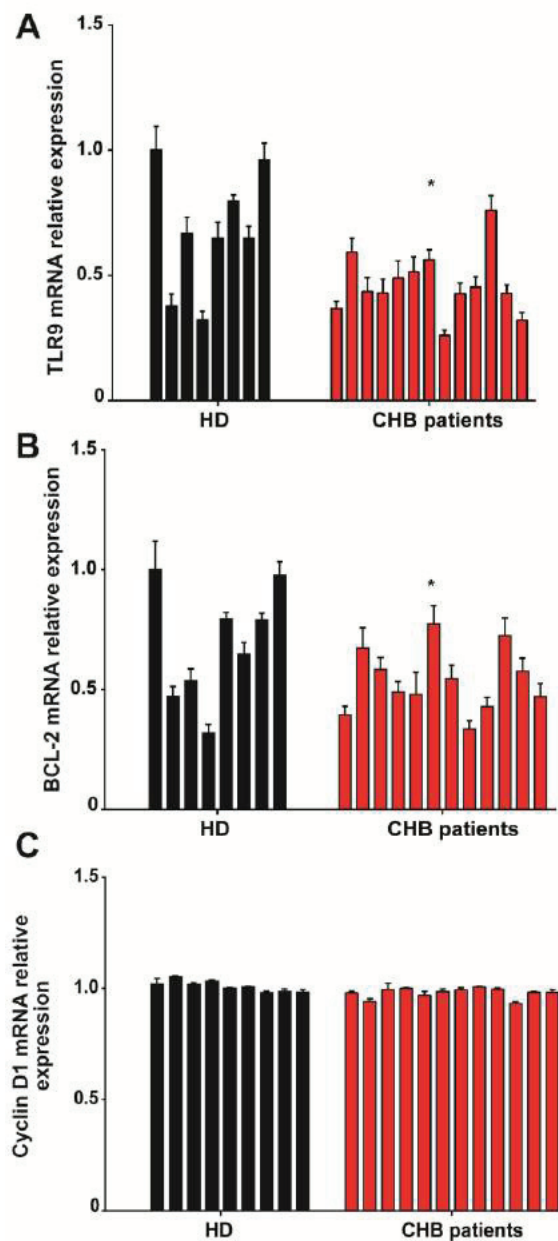 A
TLR9 mRNA relative expression
1.5
1.0
0.5
0
*
HD
CHB patients
B
BCL-2 mRNA relative expression
1.5
1.0
0.5
0
*
HD
CHB patients
C
Cyclin D1 mRNA relative
expression
1.5
1.0
0.5
0
HD
CHB patients